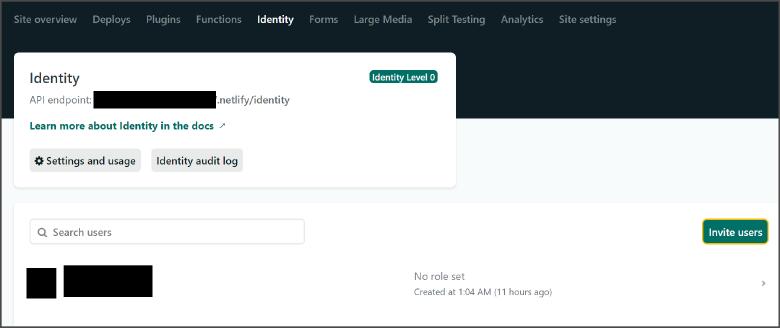 Site overview Deploys Plugins Functions Identity Forms Large Media Split Testing Analytics Site settings
Identity
Identity Level 0
API endpoint: .netlify/identity
Learn more about Identity in the docs ↗
Settings and usage Identity audit log
Search users
Invite users
No role set
Created at 1:04 AM (11 hours ago)